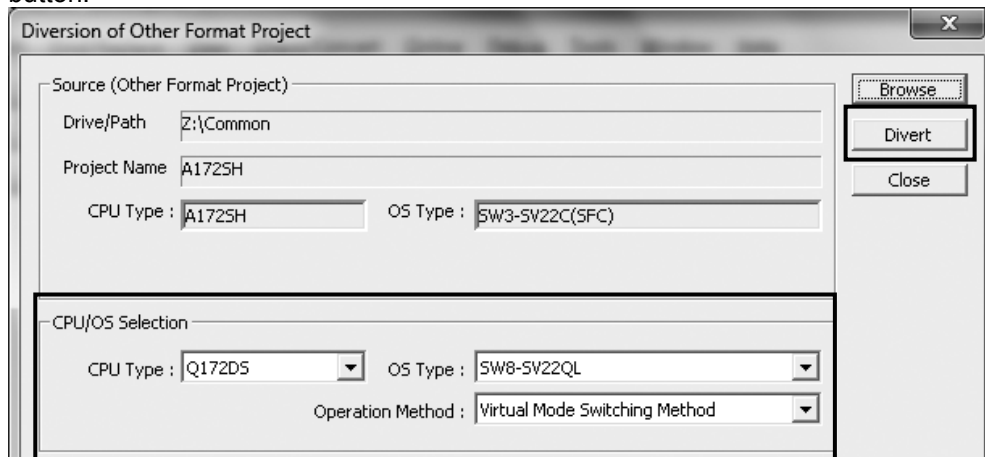 Diversion of Other Format Project
X
Source (Other Format Project)
Browse
Drive/Path Z:\Common
Divert
Project Name A172SH
Close
CPU Type : A172SH OS Type : SW3-SV22C(SFC)
CPU/OS Selection
CPU Type : Q172DS OS Type : SW8-SV22QL
Operation Method : Virtual Mode Switching Method